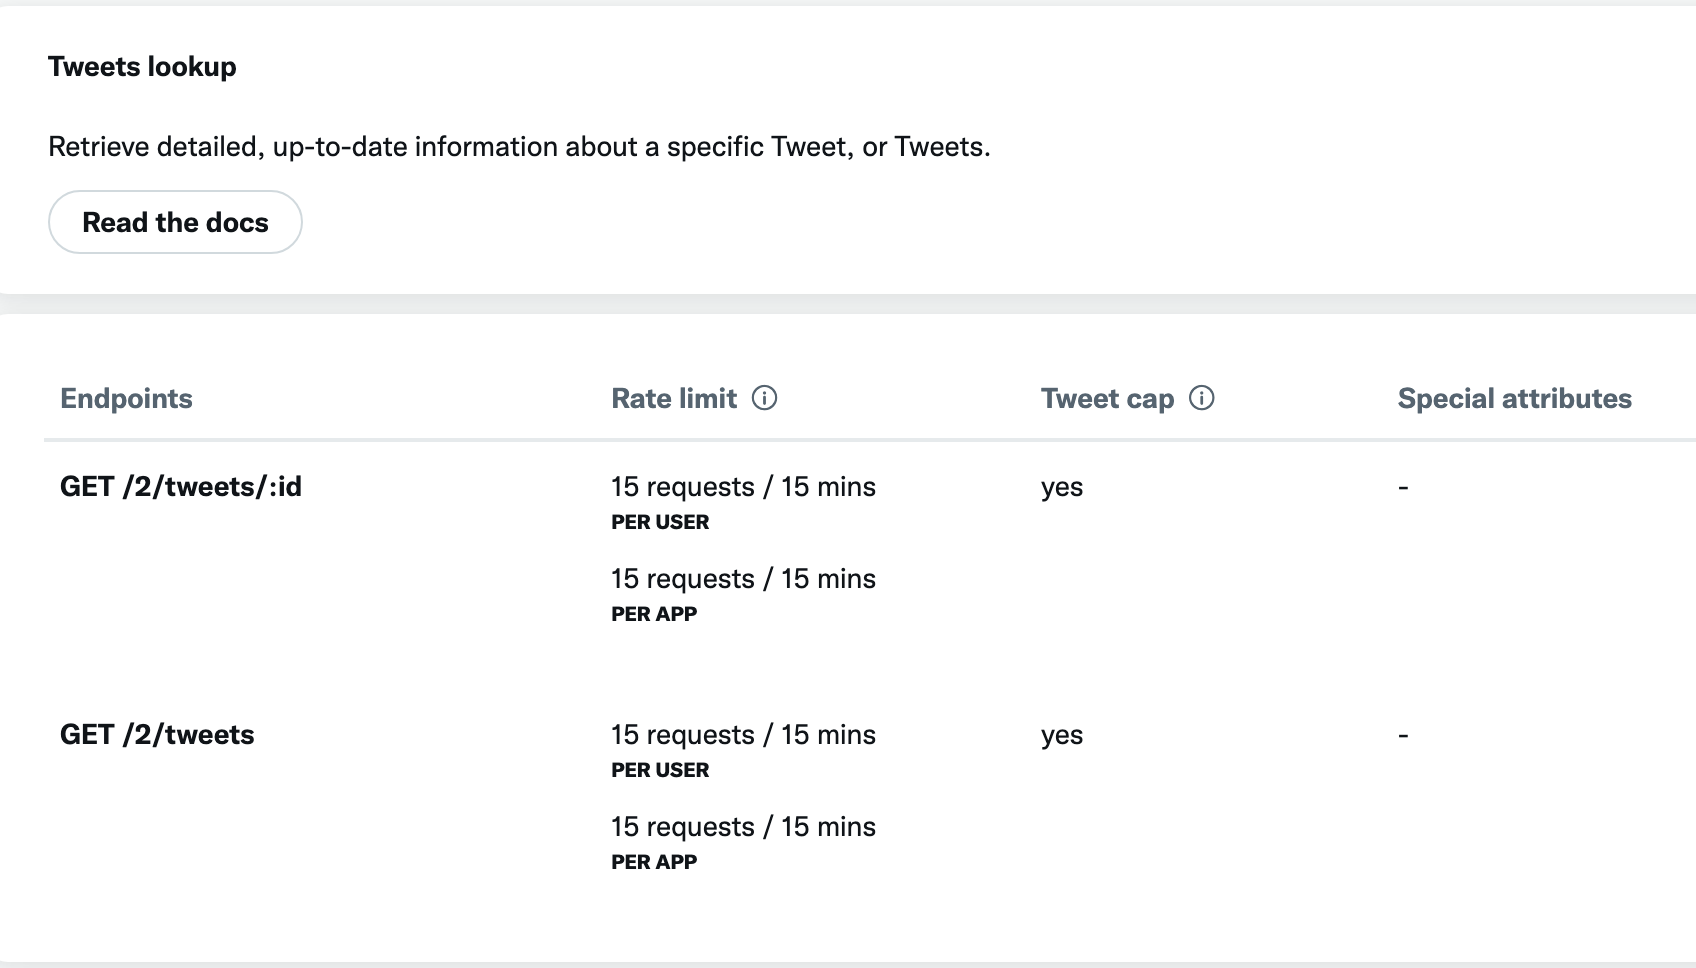 Tweets lookup
Retrieve detailed, up-to-date information about a specific Tweet, or Tweets.
Read the docs
Endpoints Rate limit Tweet cap Special attributes
GET /2/tweets/:id 15 requests / 15 mins yes -
PER USER
15 requests / 15 mins
PER APP
GET /2/tweets 15 requests / 15 mins yes -
PER USER
15 requests / 15 mins
PER APP